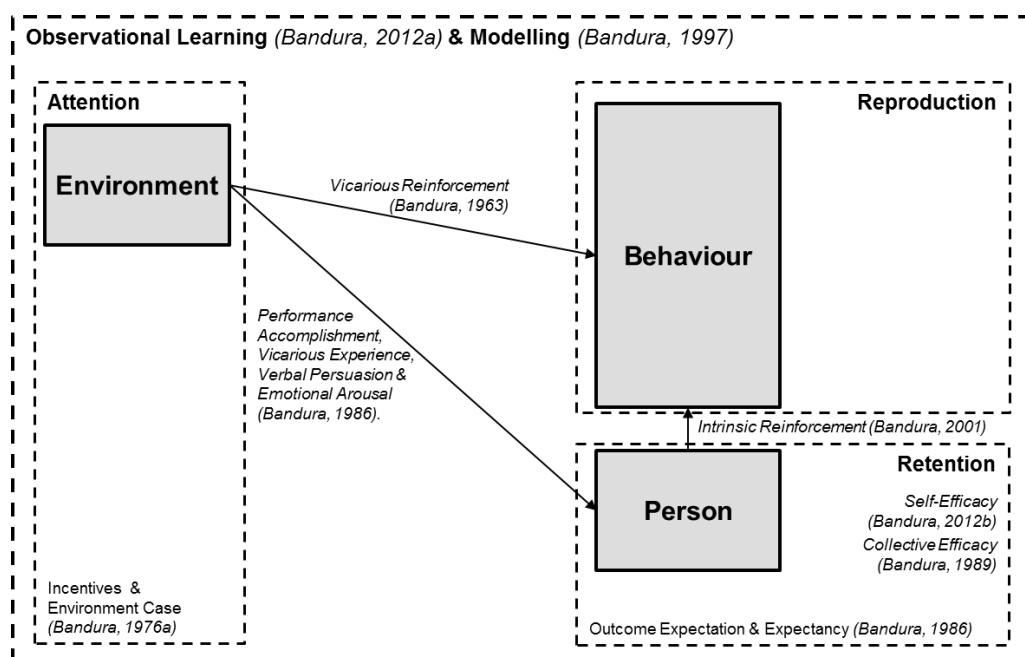 Observational Learning (Bandura, 2012a) & Modelling (Bandura, 1997)
Attention
Environment
Reproduction
Vicarious Reinforcement
(Bandura, 1963)
Behaviour
Performance
Accomplishment,
Vicarious Experience,
Verbal Persuasion &
Emotional Arousal
(Bandura, 1986).
Intrinsic Reinforcement (Bandura, 2001)
Retention
Person
Self-Efficacy
(Bandura, 2012b)
Collective Efficacy
(Bandura, 1989)
Incentives &
Environment Case
(Bandura, 1976a)
Outcome Expectation & Expectancy (Bandura, 1986)